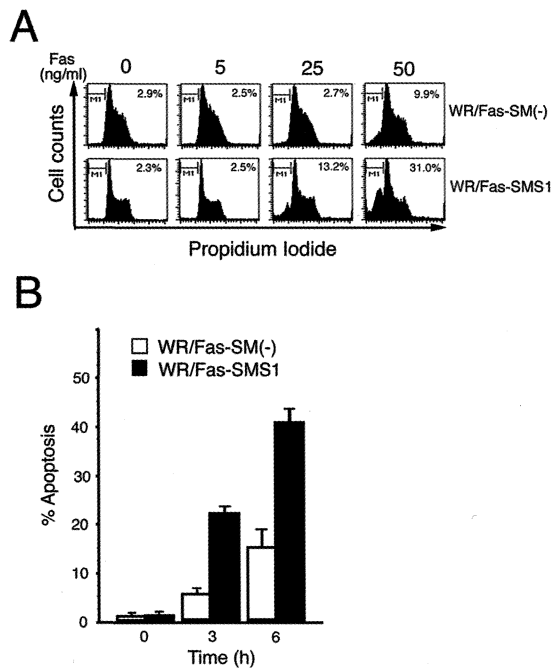 A
Fas
(ng/ml)
0 5 25 50
M1 2.9% M1 2.5% M1 2.7% M1 9.9% WR/Fas-SM(-)
M1 2.3% M1 2.5% M1 13.2% M1 31.0% WR/Fas-SMS1
Cell counts
Propidium Iodide
B
WR/Fas-SM(-)
WR/Fas-SMS1
50
40
30
20
10
0
% Apoptosis
0 3 6
Time (h)